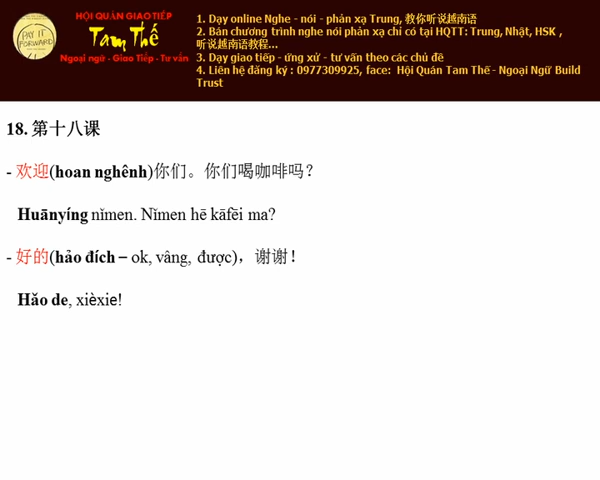 PAY IT
FORWARD
HỘI QUÁN GIAO TIẾP
Tam Thế
Ngoại ngữ - Giao Tiếp - Tư vấn
1. Dạy online Nghe - nói - phản xạ Trung, 教你听说越南语
2. Bán chương trình nghe nói phản xạ chỉ có tại HQTT: Trung, Nhật, HSK ,
听说越南语教程...
3. Dạy giao tiếp - ứng xử - tư vấn theo các chủ đề
4. Liên hệ đăng ký : 0977309925, face: Hội Quán Tam Thế - Ngoại Ngữ Build
Trust
18. 第十八课
- 欢迎(hoan nghênh)你们。你们喝咖啡吗？
Huānyíng nǐmen. Nǐmen hē kāfēi ma?
- 好的(hảo đích – ok, vâng, được)，谢谢！
Hǎo de, xièxie!